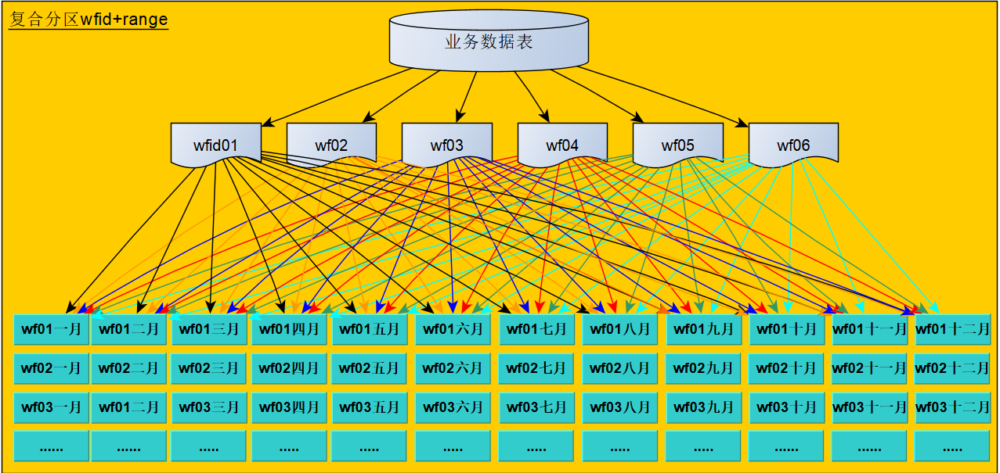 复合分区wfid+range
业务数据表
wfid01 wf02 wf03 wf04 wf05 wf06
wf01一月 wf01二月 wf01三月 wf01四月 wf01五月 wf01六月 wf01七月 wf01八月 wf01九月 wf01十月 wf01十一月 wf01十二月
wf02一月 wf02二月 wf02三月 wf02四月 wf02五月 wf02六月 wf02七月 wf02八月 wf02九月 wf02十月 wf02十一月 wf02十二月
wf03一月 wf01二月 wf03三月 wf03四月 wf03五月 wf03六月 wf03七月 wf03八月 wf03九月 wf03十月 wf03十一月 wf03十二月
...... ...... ..... ..... ..... ..... ..... ..... ..... ...... ...... .....